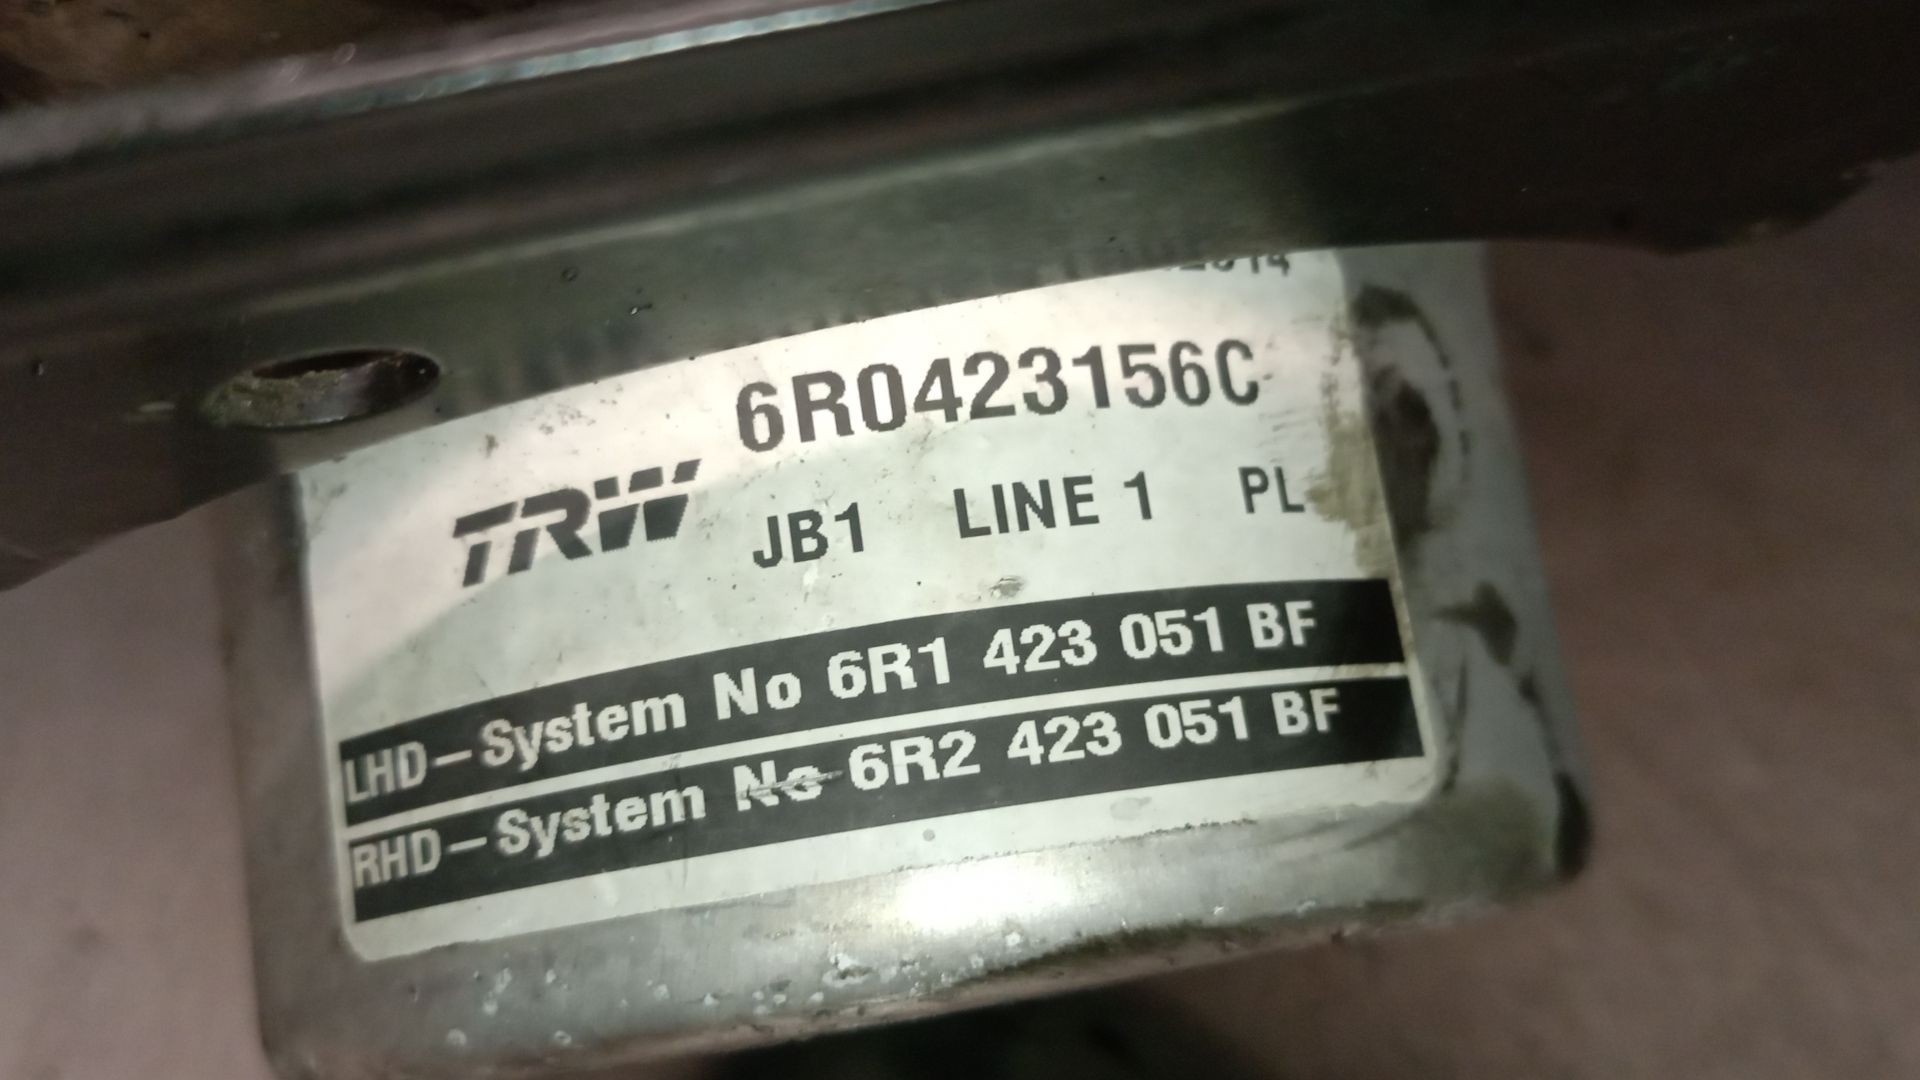 6R0423156C
TRW JB1 LINE 1 PL
LHD-System No 6R1 423 051 BF
RHD-System No 6R2 423 051 BF